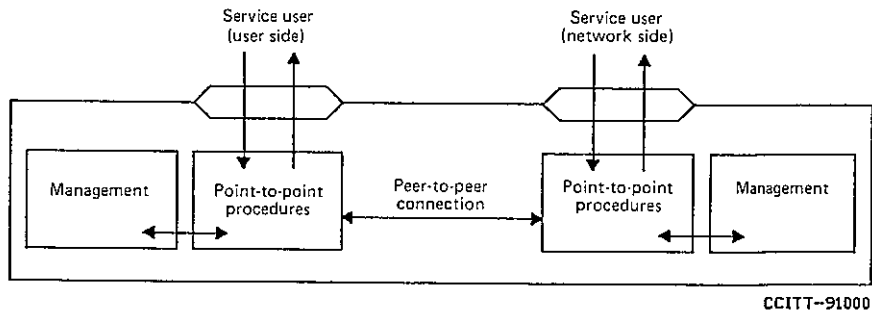 Service user
(user side)
Service user
(network side)
Management
Point-to-point
procedures
Peer-to-peer
connection
Point-to-point
procedures
Management
CCITT-91000